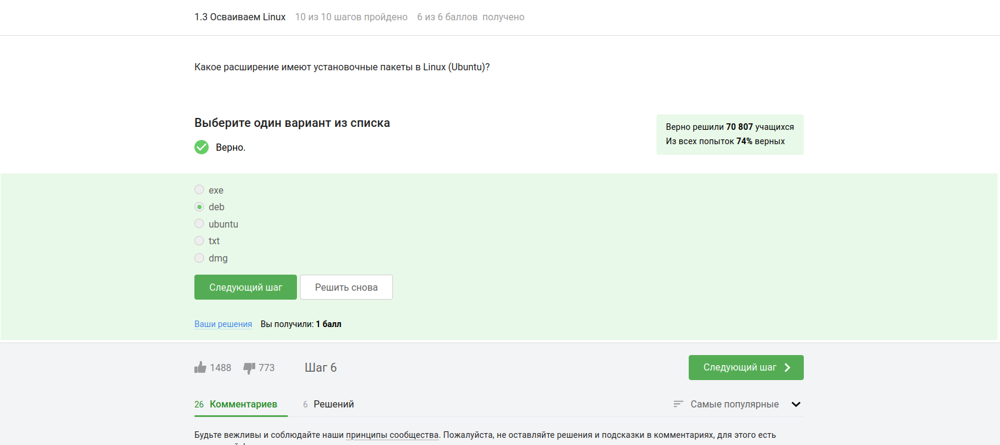 1.3 Осваиваем Linux 10 из 10 шагов пройдено 6 из 6 баллов получено
Какое расширение имеют установочные пакеты в Linux (Ubuntu)?
Выберите один вариант из списка
Верно.
Верно решили 70 807 учащихся
Из всех попыток 74% верных
exe
deb
ubuntu
txt
dmg
Следующий шаг Решить снова
Ваши решения Вы получили: 1 балл
1488 773 Шаг 6 Следующий шаг
26 Комментариев 6 Решений Самые популярные
Будьте вежливы и соблюдайте наши принципы сообщества. Пожалуйста, не оставляйте решения и подсказки в комментариях, для этого есть